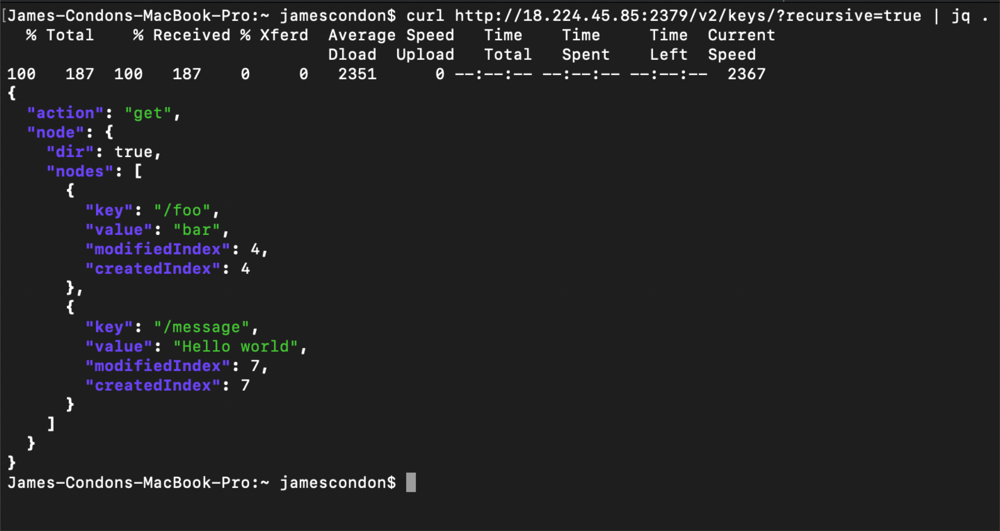 [James-Condons-MacBook-Pro:~ jamescondon$ curl http://18.224.45.85:2379/v2/keys/?recursive=true | jq .
  % Total    % Received % Xferd  Average Speed   Time    Time     Time  Current
                                 Dload  Upload   Total   Spent    Left  Speed
100   187  100   187    0     0   2351      0 --:--:-- --:--:-- --:--:--  2367
{
  "action": "get",
  "node": {
    "dir": true,
    "nodes": [
      {
        "key": "/foo",
        "value": "bar",
        "modifiedIndex": 4,
        "createdIndex": 4
      },
      {
        "key": "/message",
        "value": "Hello world",
        "modifiedIndex": 7,
        "createdIndex": 7
      }
    ]
  }
}
James-Condons-MacBook-Pro:~ jamescondon$